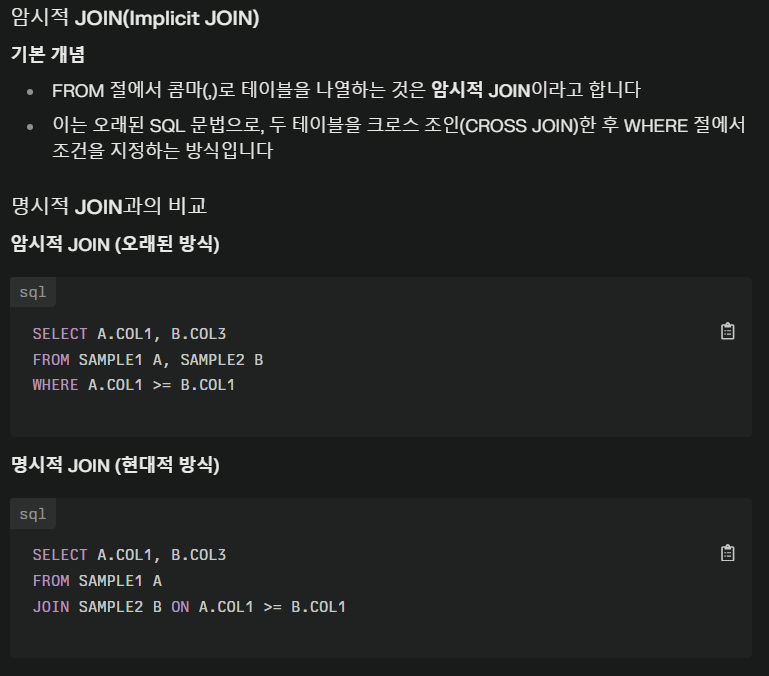 암시적 JOIN(Implicit JOIN)
기본 개념
• FROM 절에서 콤마(,)로 테이블을 나열하는 것은 암시적 JOIN이라고 합니다
• 이는 오래된 SQL 문법으로, 두 테이블을 크로스 조인(CROSS JOIN)한 후 WHERE 절에서
조건을 지정하는 방식입니다
명시적 JOIN과의 비교
암시적 JOIN (오래된 방식)
sql
SELECT A.COL1, B.COL3
FROM SAMPLE1 A, SAMPLE2 B
WHERE A.COL1 >= B.COL1
명시적 JOIN (현대적 방식)
sql
SELECT A.COL1, B.COL3
FROM SAMPLE1 A
JOIN SAMPLE2 B ON A.COL1 >= B.COL1